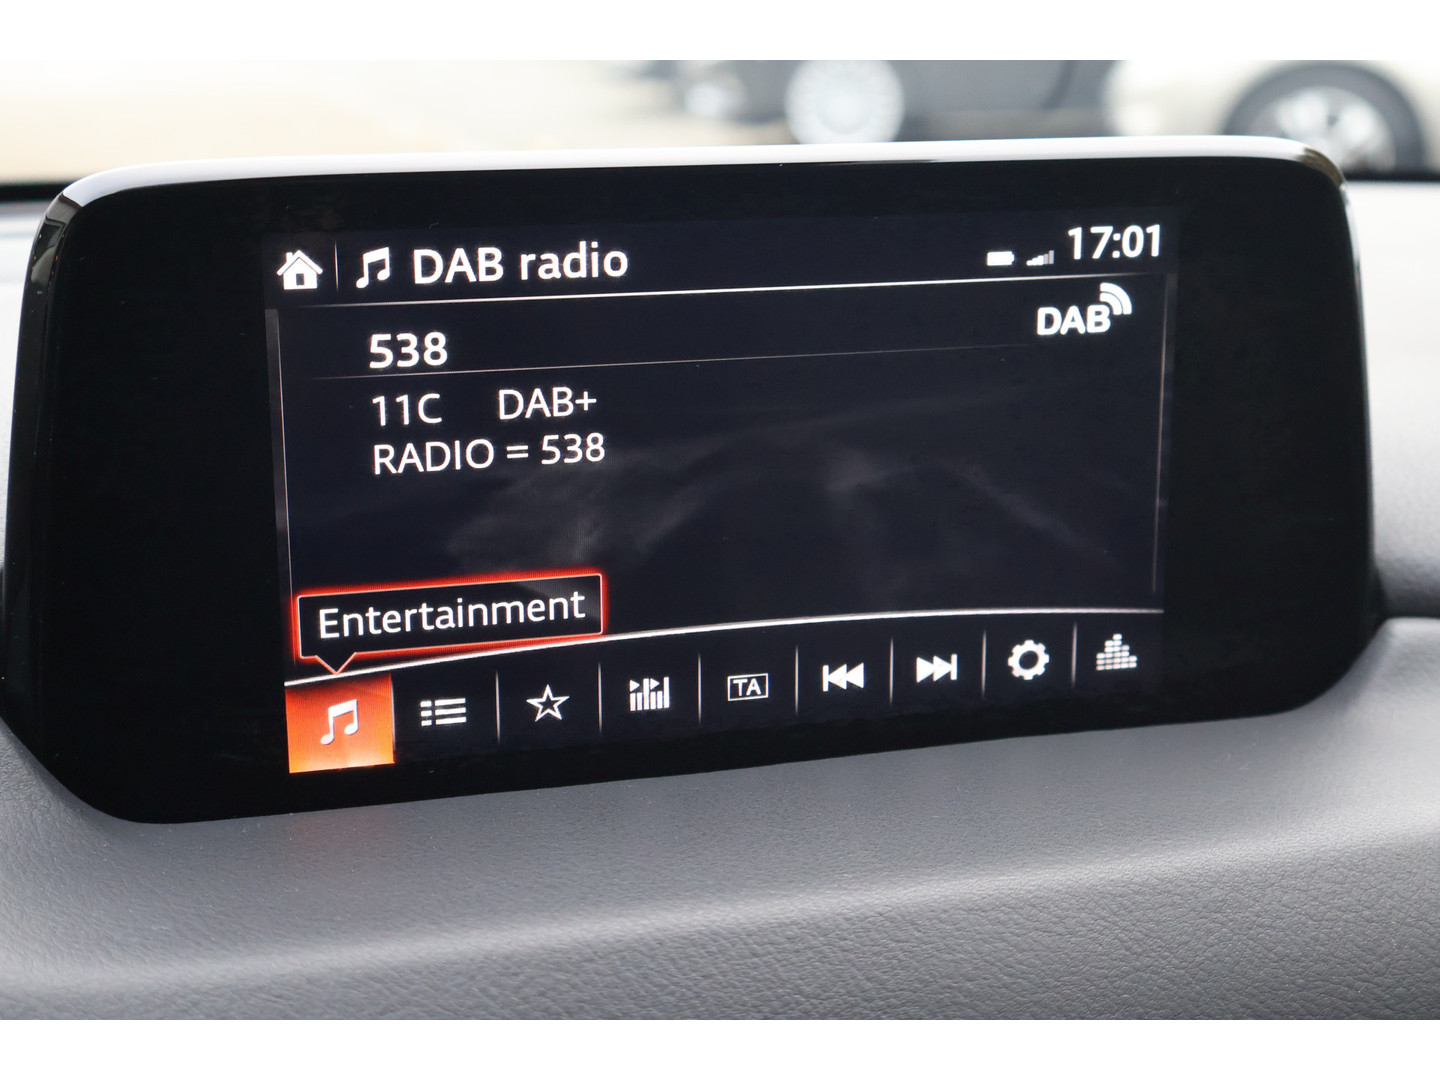 DAB radio
17:01
DAB
538
11C DAB+
RADIO = 538
Entertainment
TA